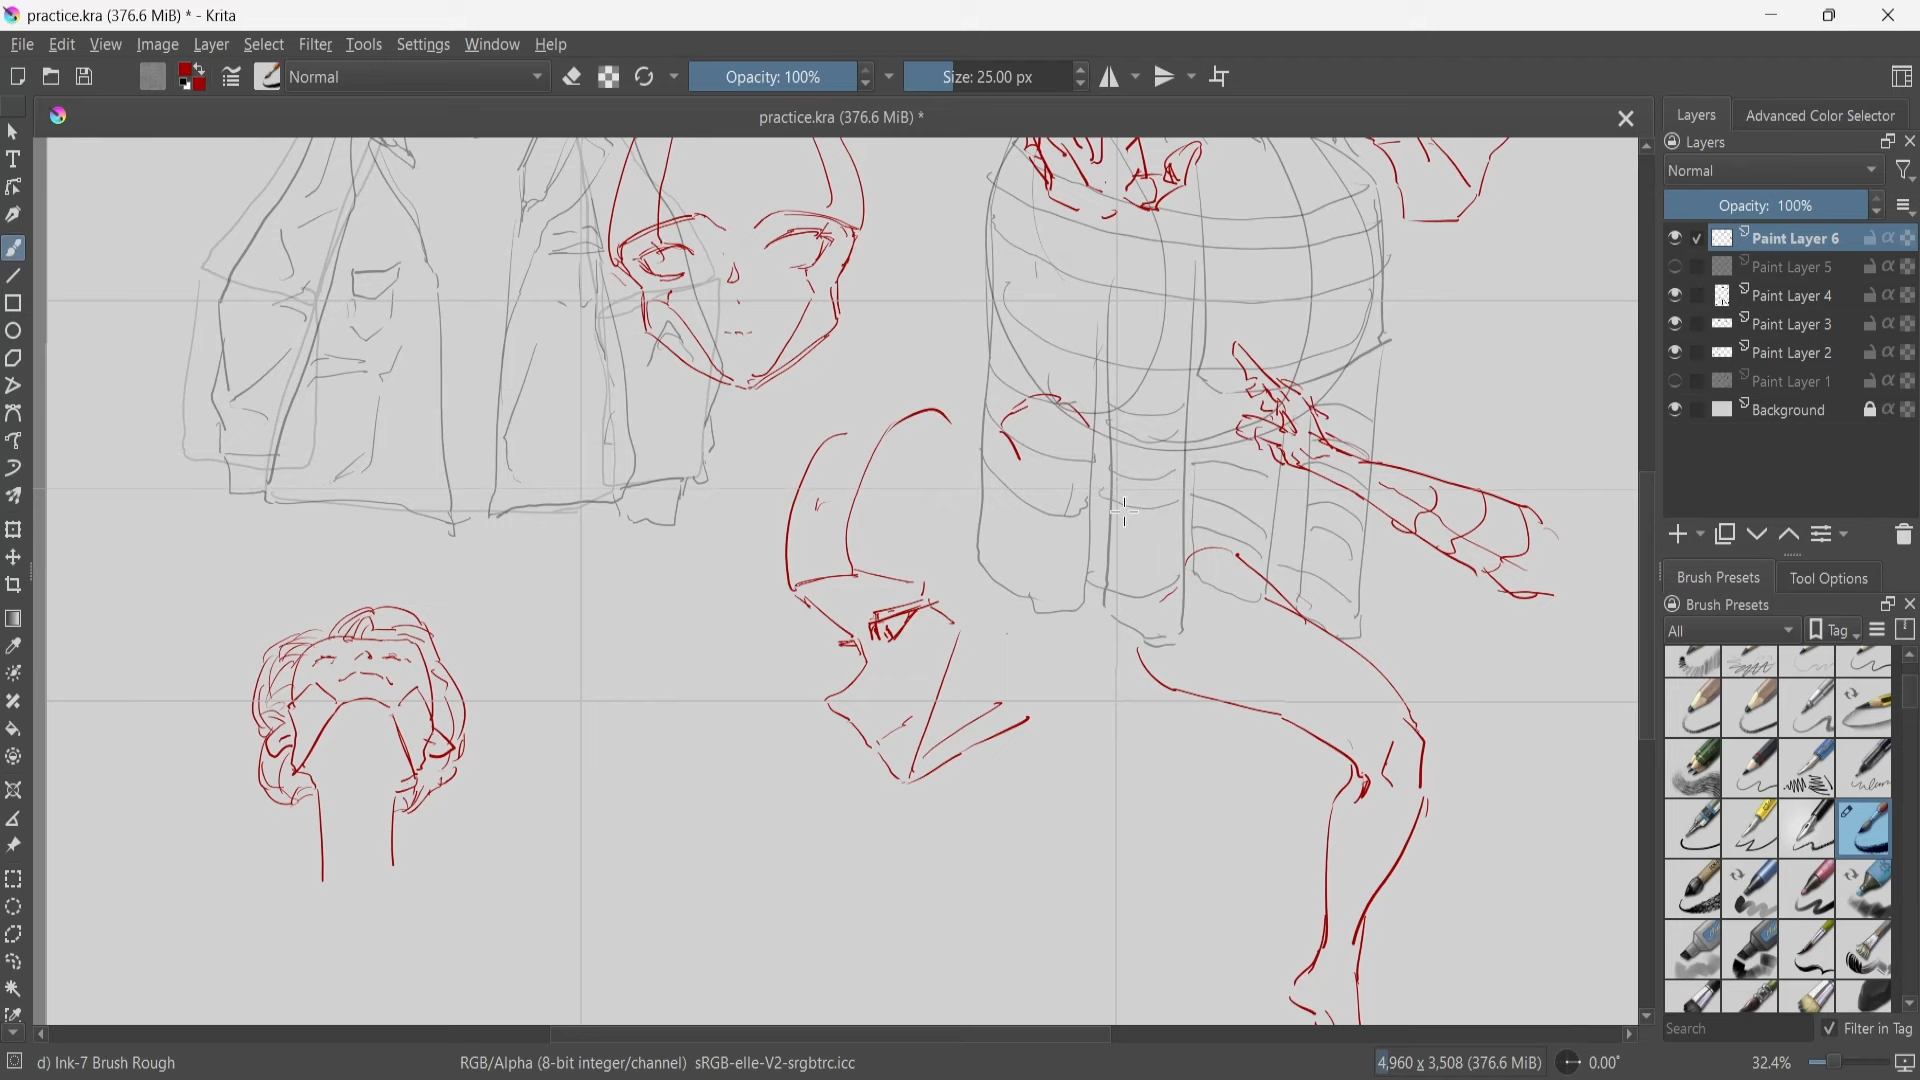 practice.kra (376.6 MiB) * - Krita
File Edit View Image Layer Select Filter Tools Settings Window Help
Normal Opacity: 100% Size: 25.00 px
practice.kra (376.6 MiB) *
Layers Advanced Color Selector
Layers
Normal
Opacity: 100%
Paint Layer 6
Paint Layer 5
Paint Layer 4
Paint Layer 3
Paint Layer 2
Paint Layer 1
Background
Brush Presets Tool Options
Brush Presets
All Tag
Search Filter in Tag
d) Ink-7 Brush Rough RGB/Alpha (8-bit integer/channel) sRGB-elle-V2-srgbtrc.icc 4,960 x 3,508 (376.6 MiB) 0.00° 32.4%